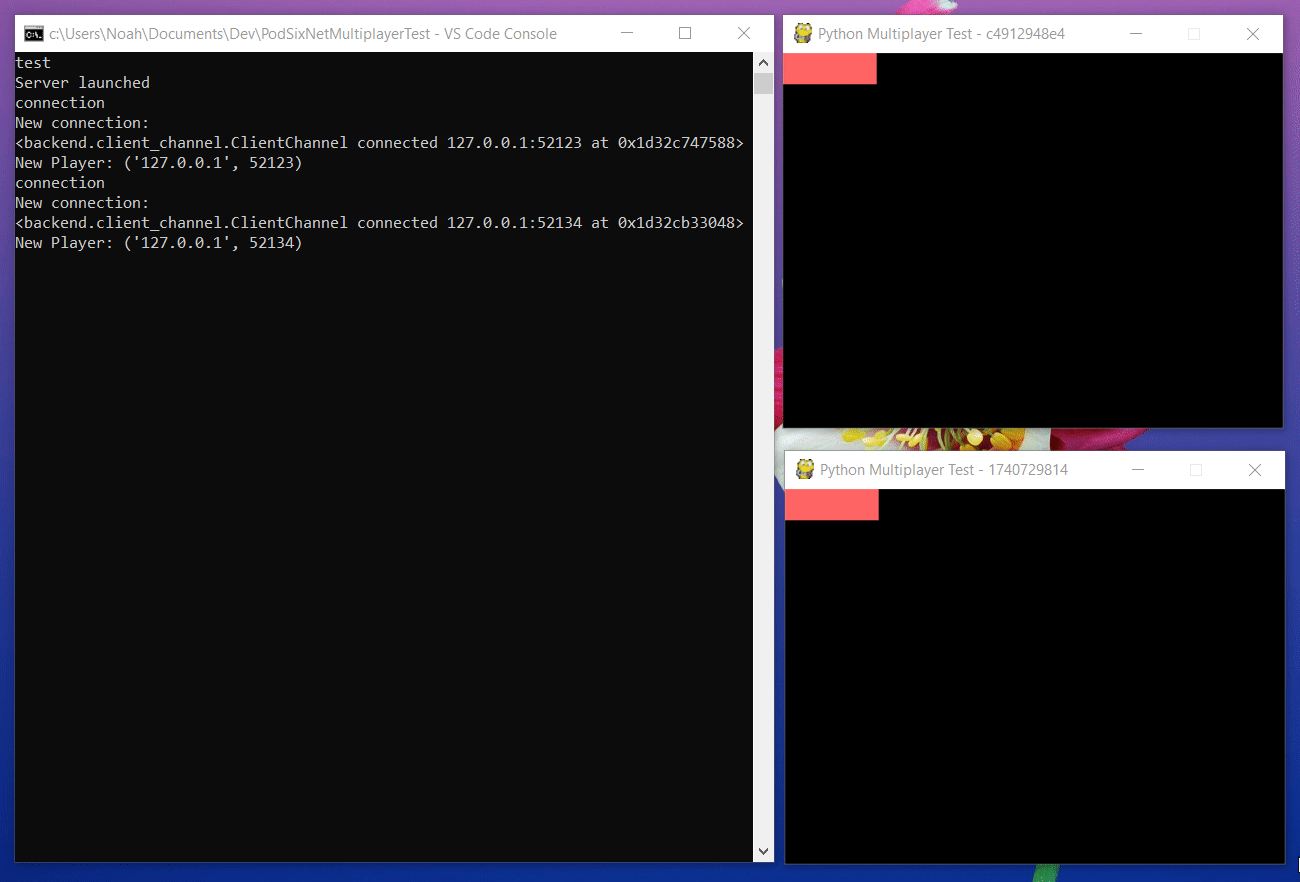 c:\Users\Noah\Documents\Dev\PodSixNetMultiplayerTest - VS Code Console
test
Server launched
connection
New connection:
<backend.client_channel.ClientChannel connected 127.0.0.1:52123 at 0x1d32c747588>
New Player: ('127.0.0.1', 52123)
connection
New connection:
<backend.client_channel.ClientChannel connected 127.0.0.1:52134 at 0x1d32cb33048>
New Player: ('127.0.0.1', 52134)
Python Multiplayer Test - c4912948e4
Python Multiplayer Test - 1740729814